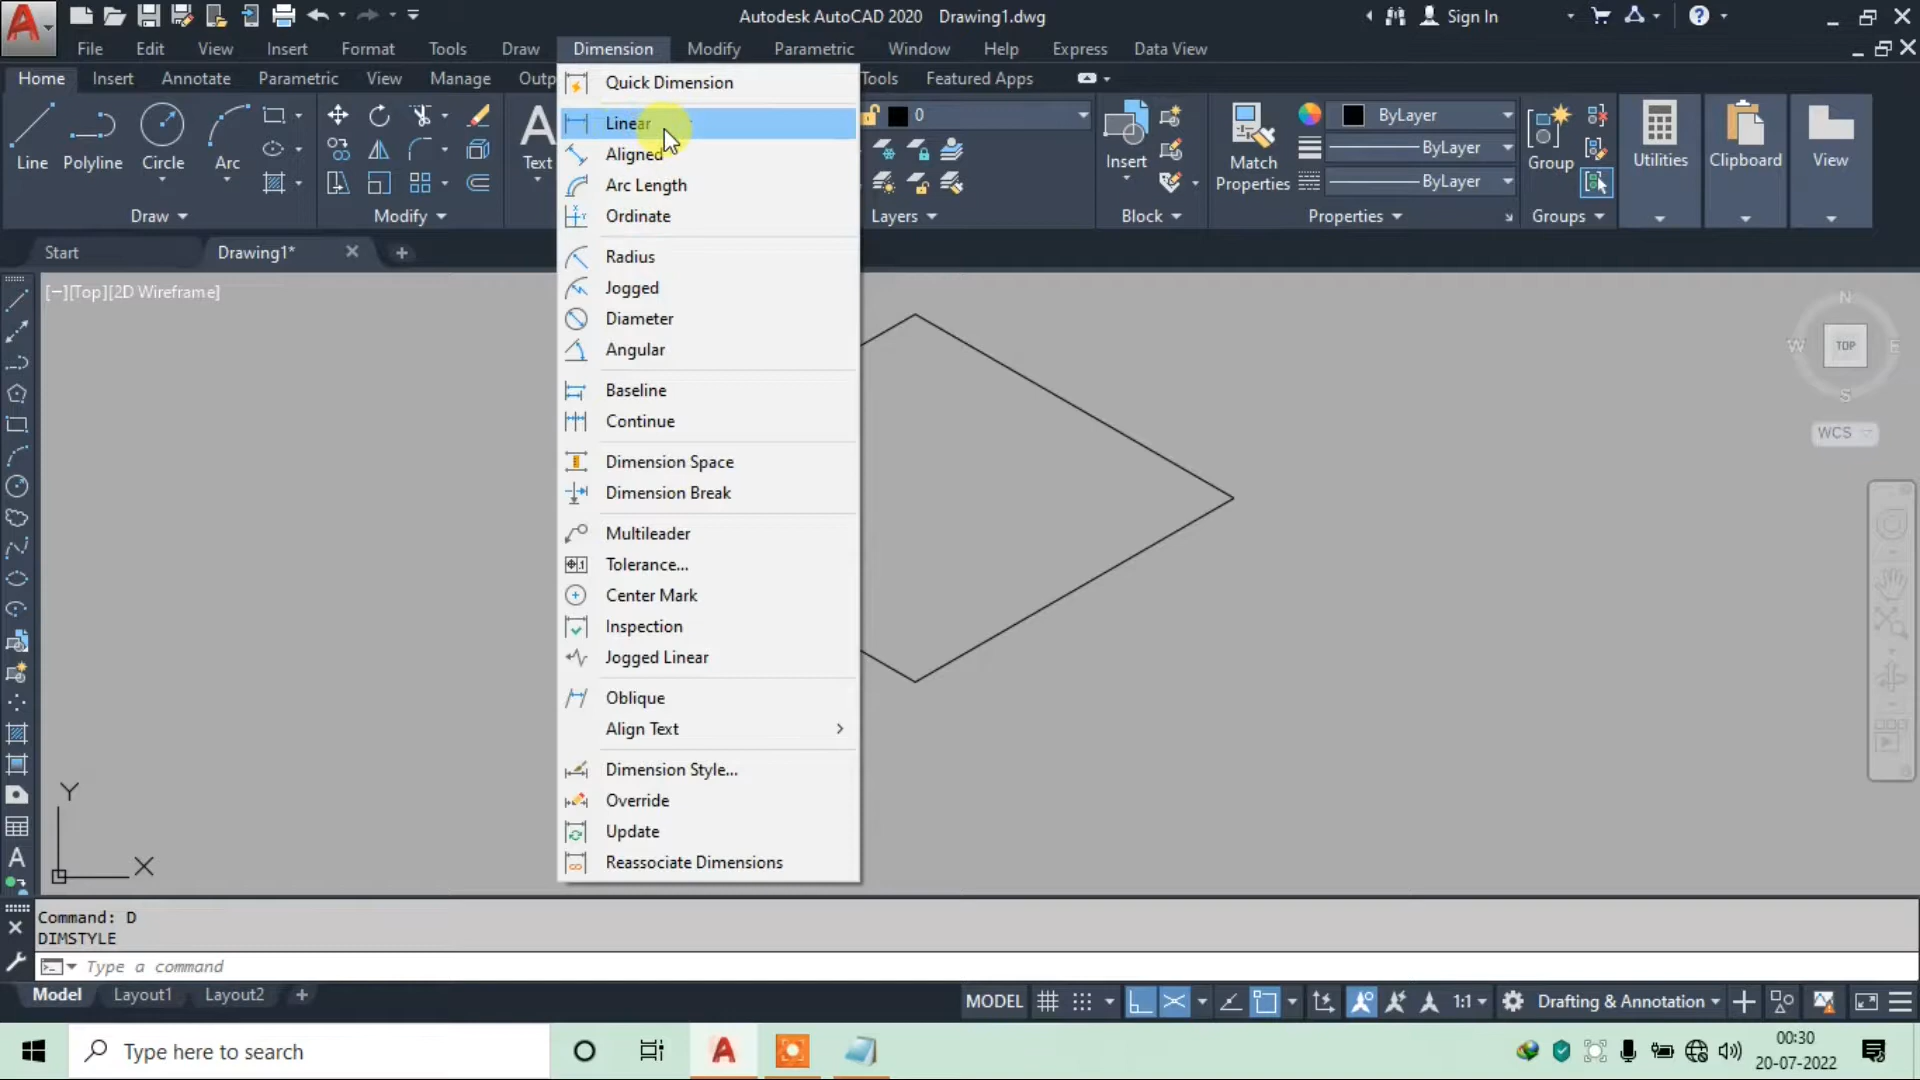 Autodesk AutoCAD 2020 Drawing1.dwg
Sign In
File Edit View Insert Format Tools Draw Dimension Modify Parametric Window Help Express Data View
Home Insert Annotate Parametric View Manage Outp Tools Featured Apps
Line Polyline Circle Arc
Draw
Modify
A
Text
0
Layers
Insert
Block
Match
Properties
ByLayer
ByLayer
ByLayer
Properties
Group
Groups
Utilities
Clipboard
View
Start
Drawing1*
[−][Top][2D Wireframe]
Quick Dimension
Linear
Aligned
Arc Length
Ordinate
Radius
Jogged
Diameter
Angular
Baseline
Continue
Dimension Space
Dimension Break
Multileader
Tolerance...
Center Mark
Inspection
Jogged Linear
Oblique
Align Text
Dimension Style...
Override
Update
Reassociate Dimensions
N
W TOP E
S
WCS
Y
X
Command: D
DIMSTYLE
Type a command
Model Layout1 Layout2
MODEL
1:1
Drafting & Annotation
Type here to search
00:30
20-07-2022